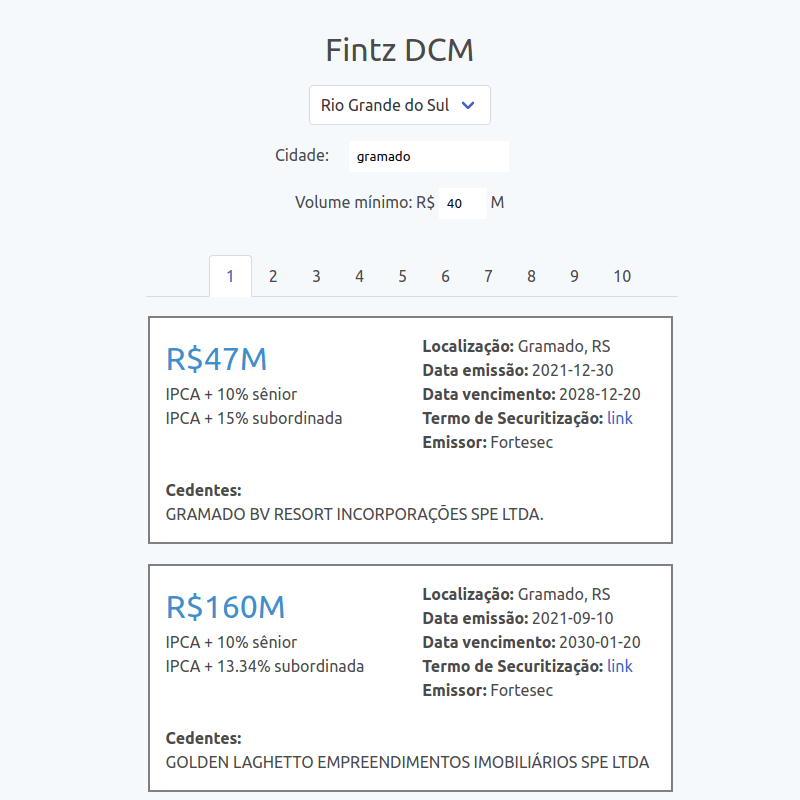 Fintz DCM
Rio Grande do Sul
Cidade: gramado
Volume mínimo: R$ 40 M
1 2 3 4 5 6 7 8 9 10
R$47M
IPCA + 10% sênior
IPCA + 15% subordinada
Localização: Gramado, RS
Data emissão: 2021-12-30
Data vencimento: 2028-12-20
Termo de Securitização: link
Emissor: Fortesec
Cedentes:
GRAMADO BV RESORT INCORPORAÇÕES SPE LTDA.
R$160M
IPCA + 10% sênior
IPCA + 13.34% subordinada
Localização: Gramado, RS
Data emissão: 2021-09-10
Data vencimento: 2030-01-20
Termo de Securitização: link
Emissor: Fortesec
Cedentes:
GOLDEN LAGHETTO EMPREENDIMENTOS IMOBILIÁRIOS SPE LTDA